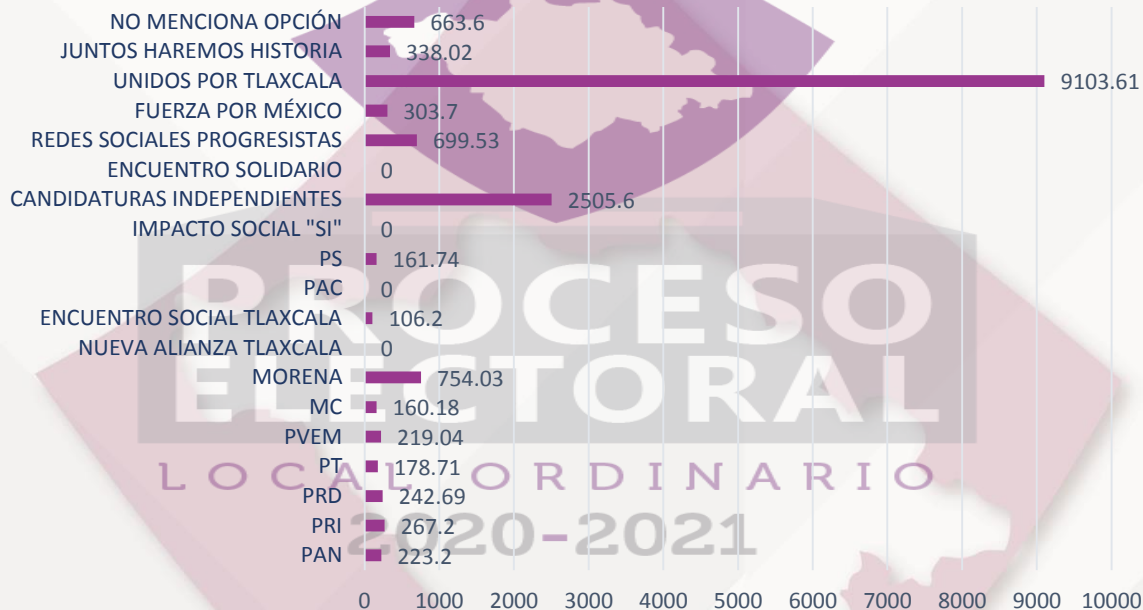 NO MENCIONA OPCIÓN 663.6
JUNTOS HAREMOS HISTORIA 338.02
UNIDOS POR TLAXCALA 9103.61
FUERZA POR MÉXICO 303.7
REDES SOCIALES PROGRESISTAS 699.53
ENCUENTRO SOLIDARIO 0
CANDIDATURAS INDEPENDIENTES 2505.6
IMPACTO SOCIAL "SI" 0
PS 161.74
PAC 0
ENCUENTRO SOCIAL TLAXCALA 106.2
NUEVA ALIANZA TLAXCALA 0
MORENA 754.03
MC 160.18
PVEM 219.04
PT 178.71
PRD 242.69
PRI 267.2
PAN 223.2
0 1000 2000 3000 4000 5000 6000 7000 8000 9000 10000
PROCESO
ELECTORAL
LOCAL ORDINARIO
2020-2021